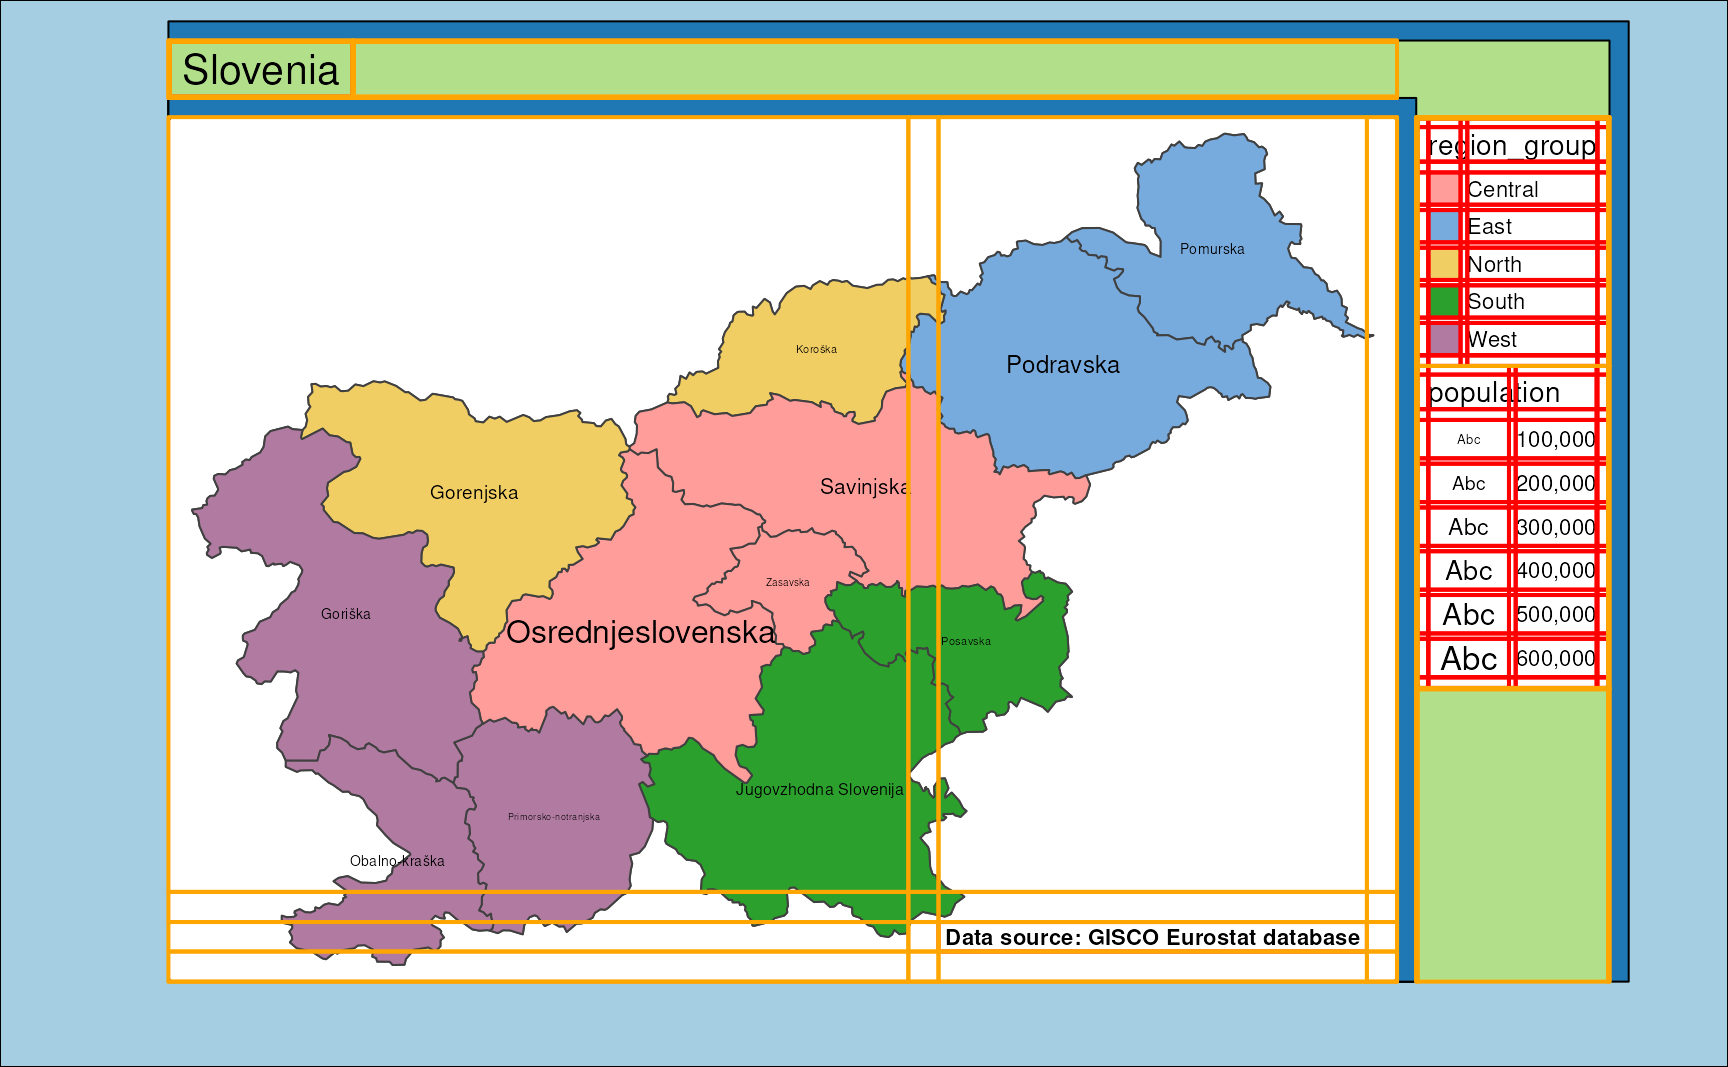 Slovenia
region_group
Central
East
North
South
West
population
Abc 100,000
Abc 200,000
Abc 300,000
Abc 400,000
Abc 500,000
Abc 600,000
Pomurska
Koroška
Podravska
Gorenjska
Savinjska
Zasavska
Goriška
Osrednjeslovenska
Posavska
Jugovzhodna Slovenija
Primorsko-notranjska
Obalno-kraška
Data source: GISCO Eurostat database